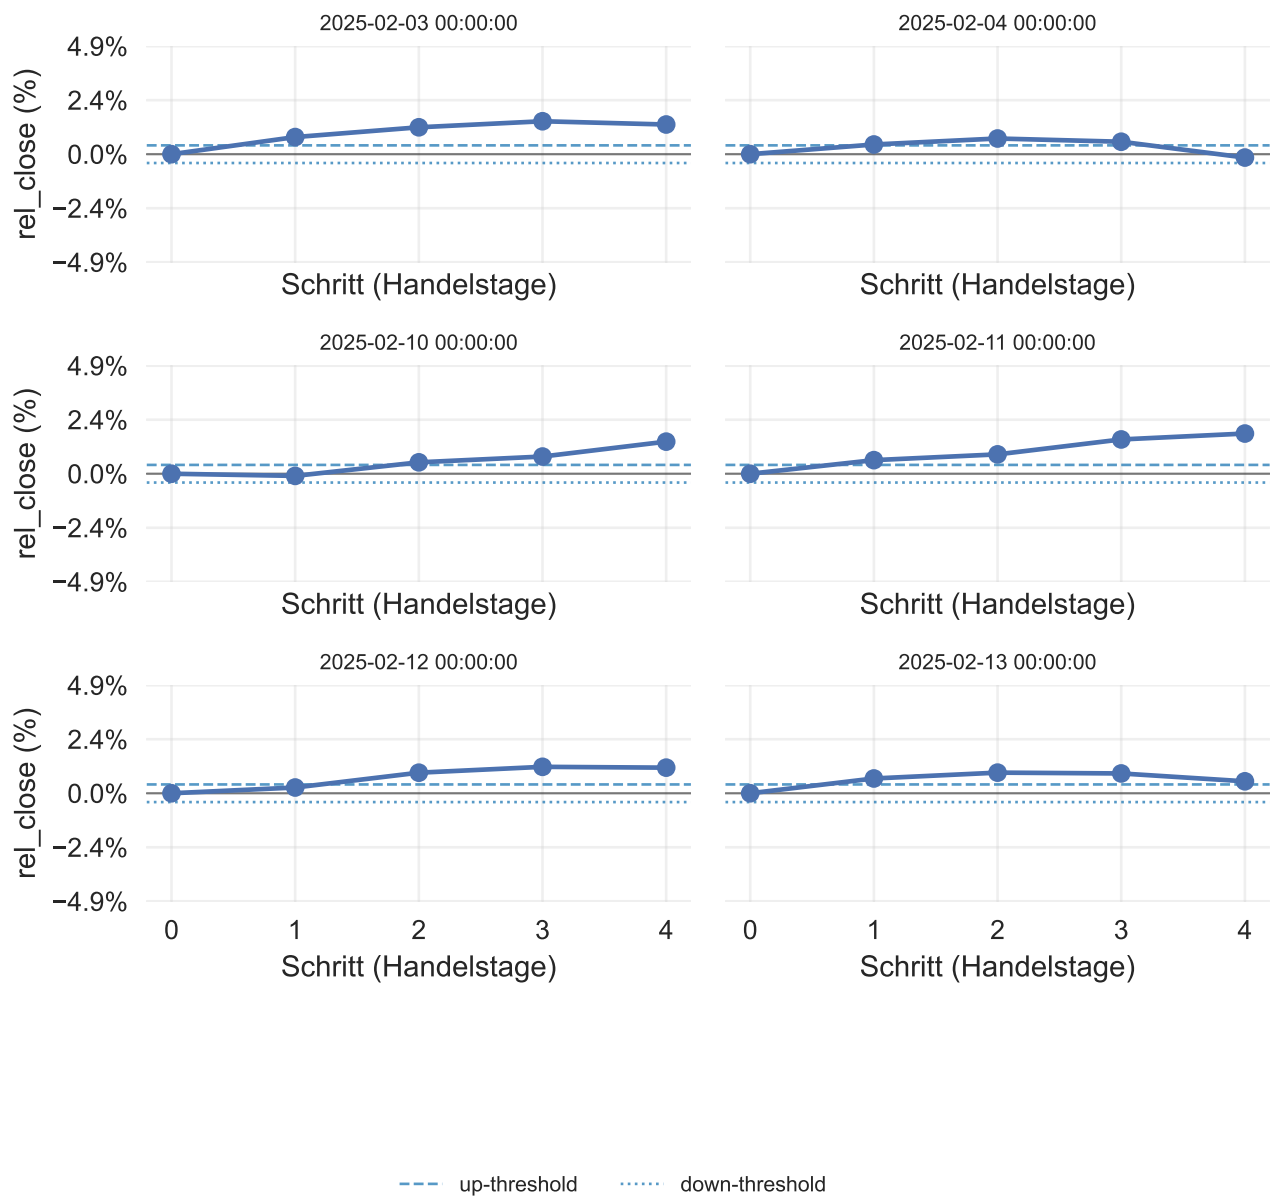 2025-02-03 00:00:00
2025-02-04 00:00:00
rel_close (%)
4.9%
2.4%
0.0%
−2.4%
−4.9%
Schritt (Handelstage)
Schritt (Handelstage)
2025-02-10 00:00:00
2025-02-11 00:00:00
rel_close (%)
4.9%
2.4%
0.0%
−2.4%
−4.9%
Schritt (Handelstage)
Schritt (Handelstage)
2025-02-12 00:00:00
2025-02-13 00:00:00
rel_close (%)
4.9%
2.4%
0.0%
−2.4%
−4.9%
0 1 2 3 4
0 1 2 3 4
Schritt (Handelstage)
Schritt (Handelstage)
up-threshold
down-threshold